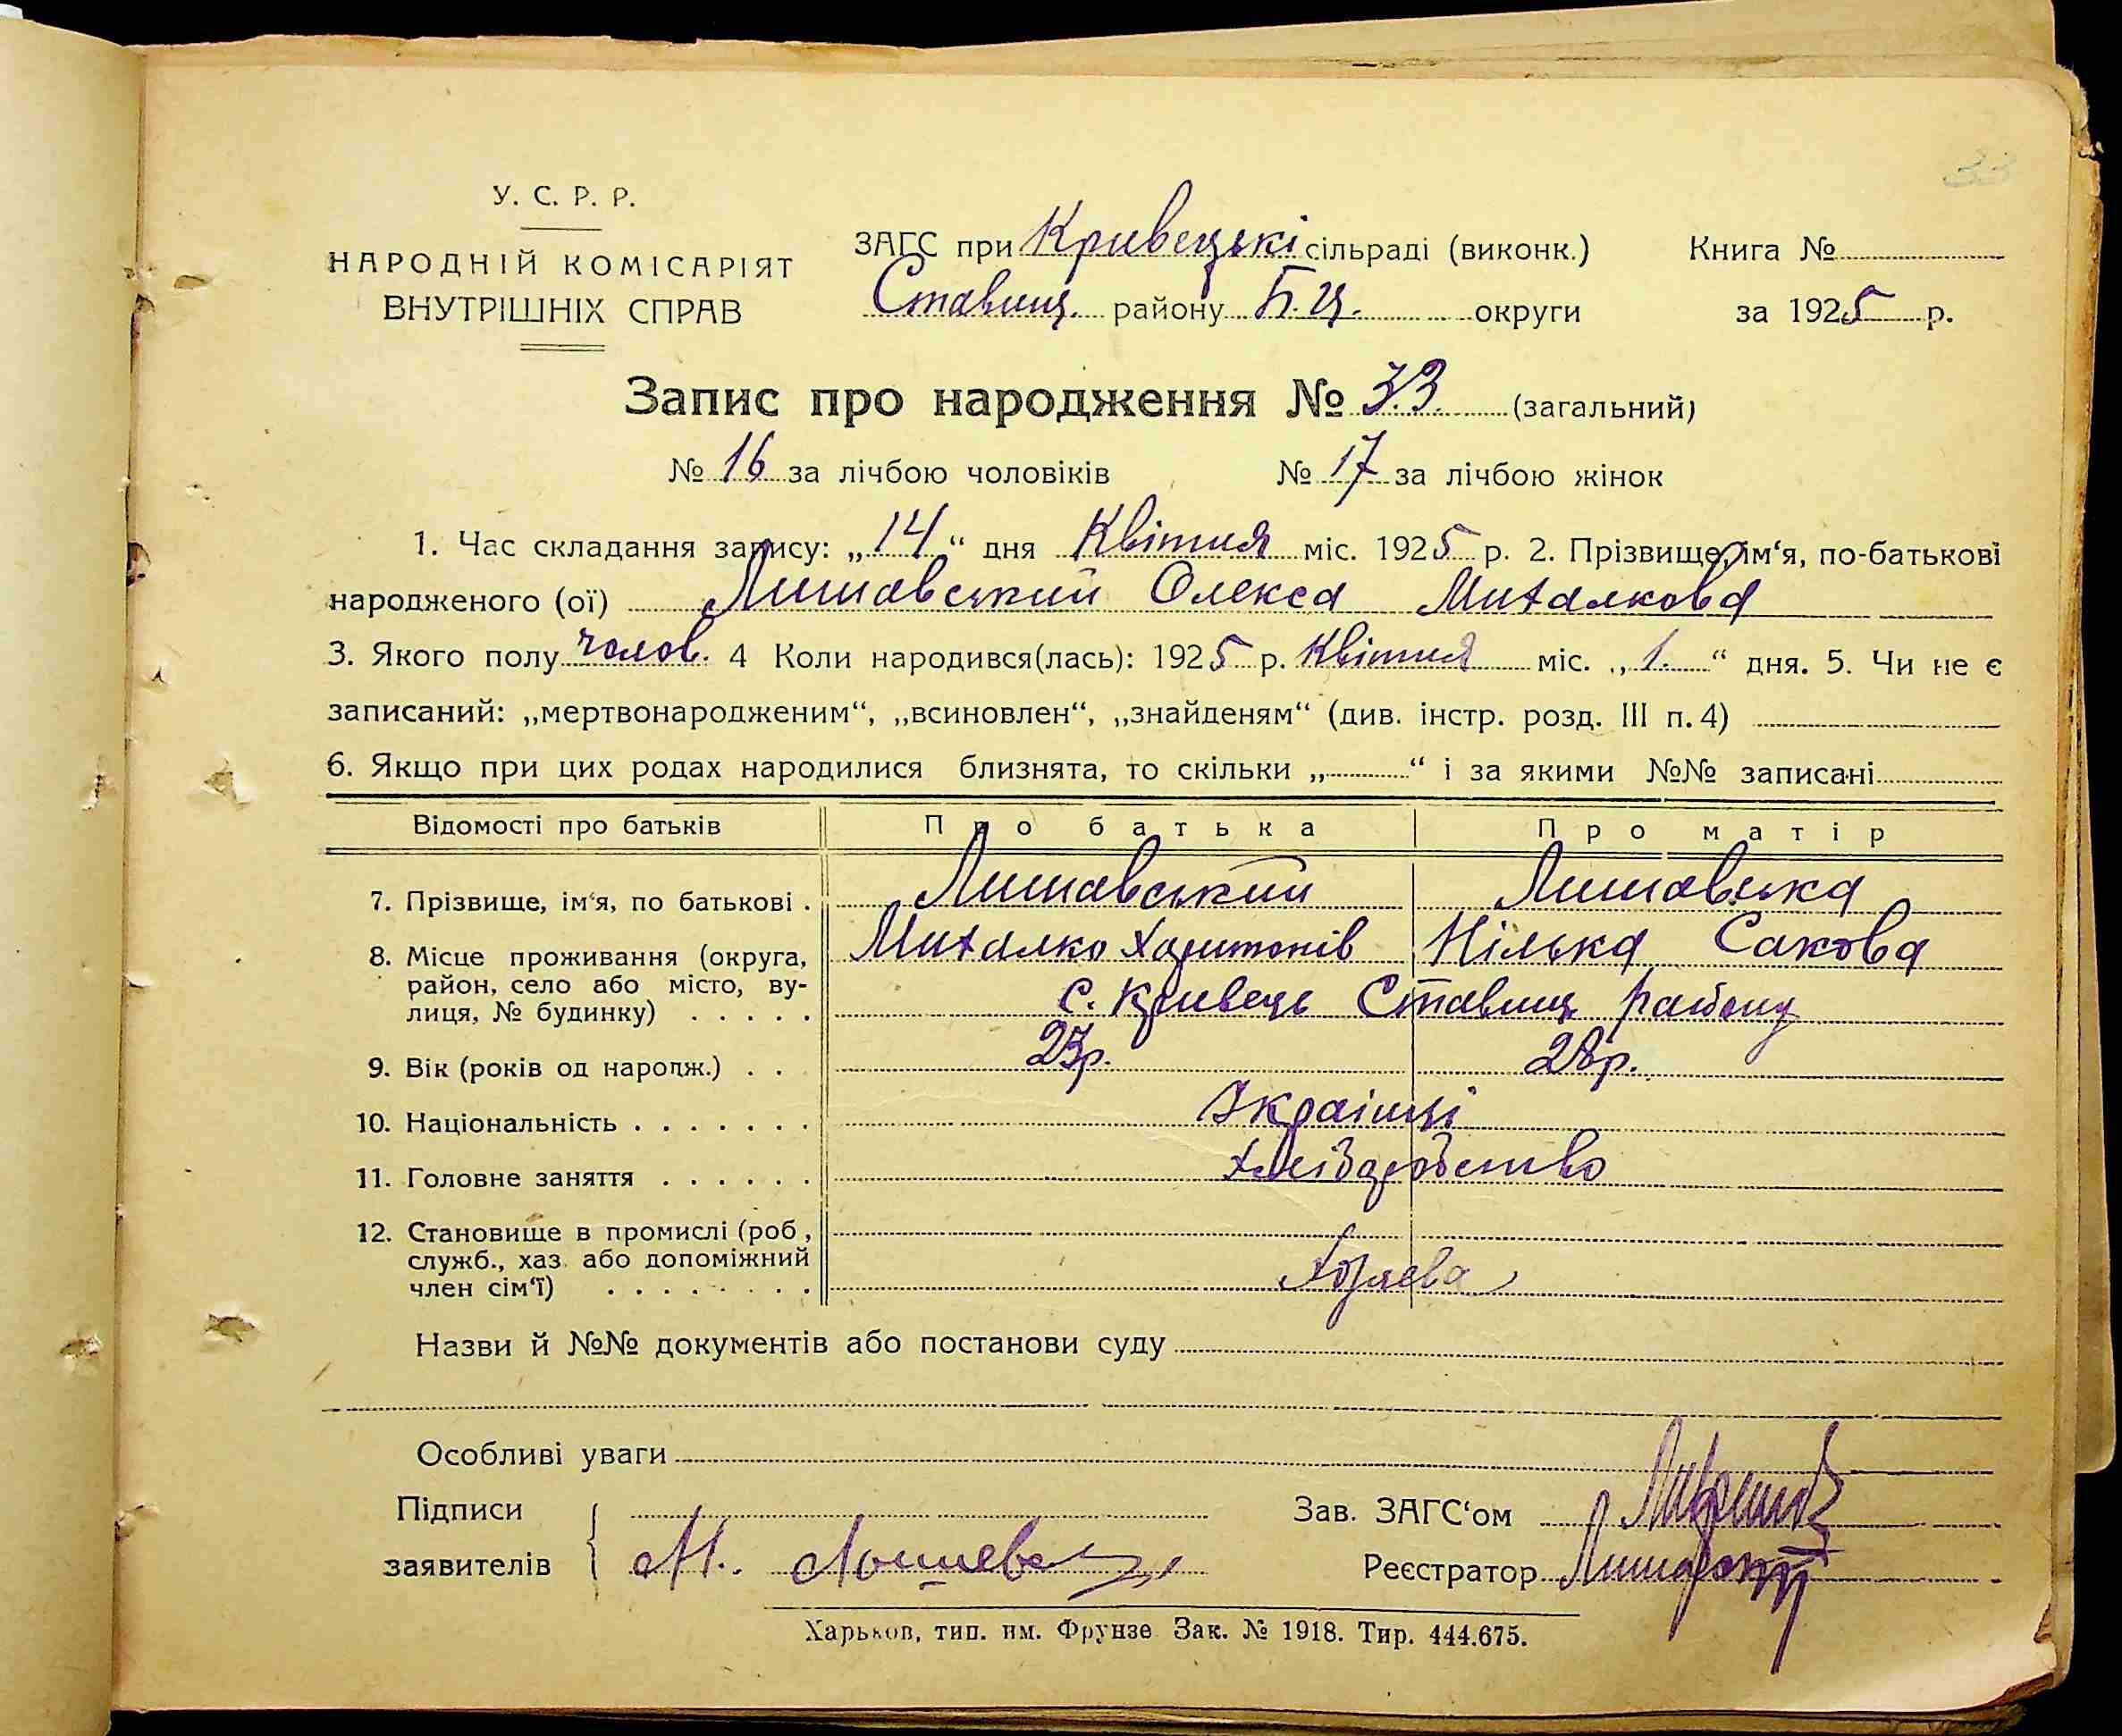 33
У. С. Р. Р.
НАРОДНІЙ КОМІСАРІЯТ
ВНУТРІШНІХ СПРАВ
ЗАГС при Кривецькі сільраді (виконк.) Книга №
Ставищ. району Б.Ц. округи за 1925 р.
Запис про народження № 33 (загальний)
№ 16 за лічбою чоловіків № 17 за лічбою жінок
1. Час складання запису: „14“ дня Квітня міс. 1925 р. 2. Прізвище, ім‘я, по-батькові
народженого (ої) Лишавський Олекса Михалкова
3. Якого полу чолов. 4 Коли народився(лась): 1925 р. Квітня міс. „1.“ дня. 5. Чи не є
записаний: „мертвонародженим“, „всиновлен“, „знайденям“ (див. інстр. розд. III п. 4)
6. Якщо при цих родах народилися близнята, то скільки „ “ і за якими №№ записані
Відомості про батьків Про батька Про матір
7. Прізвище, ім‘я, по батькові . Лишавський Лишавська
8. Місце проживання (округа, Михалко Харитонів Нілька Сакова
район, село або місто, ву-
лиця, № будинку) . . . . . с. Кривець Ставищ району
9. Вік (років од народж.) . . 23р. 28р.
10. Національність . . . . . . . Українці
11. Головне заняття . . . . . . Хліборобство
12. Становище в промислі (роб.,
служб., хаз. або допоміжний
член сім‘ї) . . . . . . . . Хозяева
Назви й №№ документів або постанови суду
Особливі уваги
Підписи Зав. ЗАГС‘ом
заявителів М. Реєстратор
Харьков, тип. им. Фрунзе Зак. № 1918. Тир. 444.675.